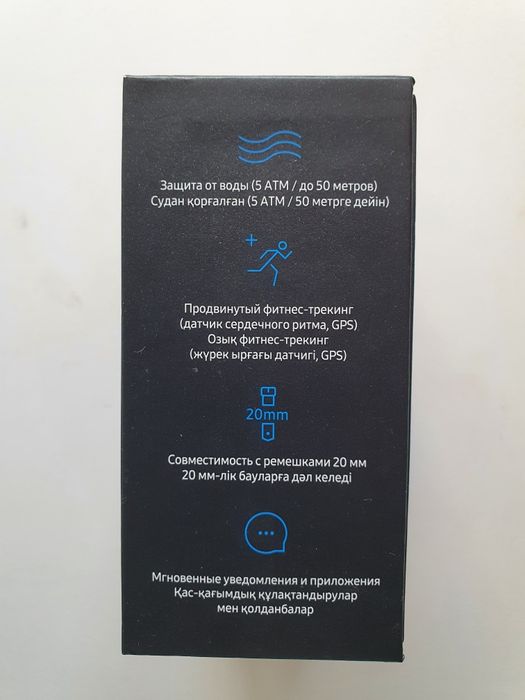 Защита от воды (5 ATM / до 50 метров)
Судан қорғалған (5 ATM / 50 метрге дейін)
Продвинутый фитнес-трекинг
(датчик сердечного ритма, GPS)
Озық фитнес-трекинг
(жүрек ырғағы датчигі, GPS)
20mm
Совместимость с ремешками 20 мм
20 мм-лік бауларға дәл келеді
Мгновенные уведомления и приложения
Қас-қағымдық құлақтандырулар
мен қолданбалар